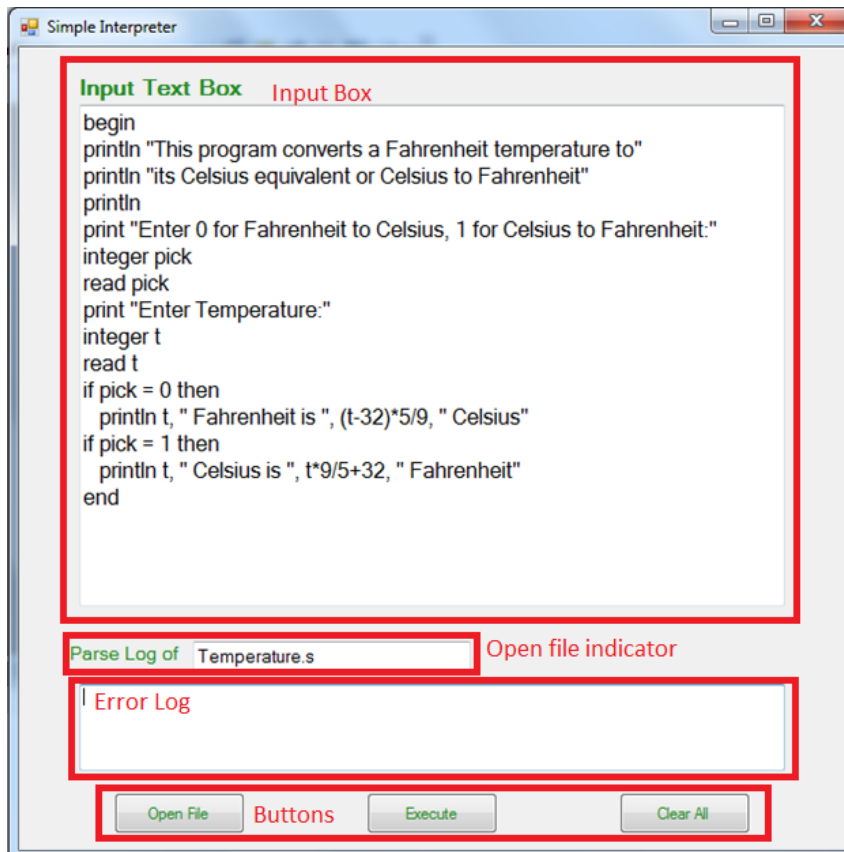 Simple Interpreter
Input Text Box Input Box
begin
println "This program converts a Fahrenheit temperature to"
println "its Celsius equivalent or Celsius to Fahrenheit"
println
print "Enter 0 for Fahrenheit to Celsius, 1 for Celsius to Fahrenheit:"
integer pick
read pick
print "Enter Temperature:"
integer t
read t
if pick = 0 then
println t, " Fahrenheit is ", (t-32)*5/9, " Celsius"
if pick = 1 then
println t, " Celsius is ", t*9/5+32, " Fahrenheit"
end
Parse Log of Temperature.s Open file indicator
Error Log
Open File Buttons Execute Clear All